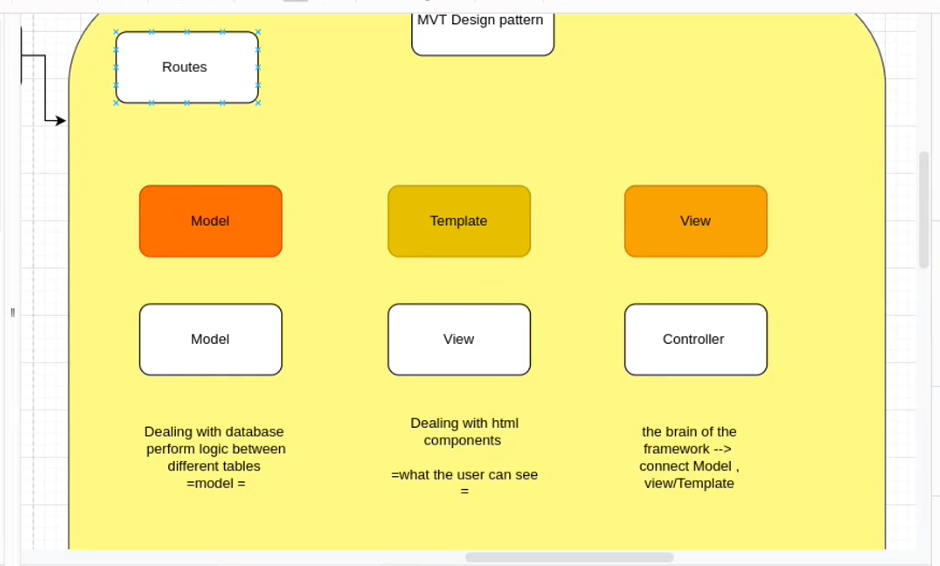 MVT Design pattern
Routes
Model
Template
View
Model
View
Controller
Dealing with database
perform logic between
different tables
=model =
Dealing with html
components
=what the user can see
=
the brain of the
framework -->
connect Model ,
view/Template